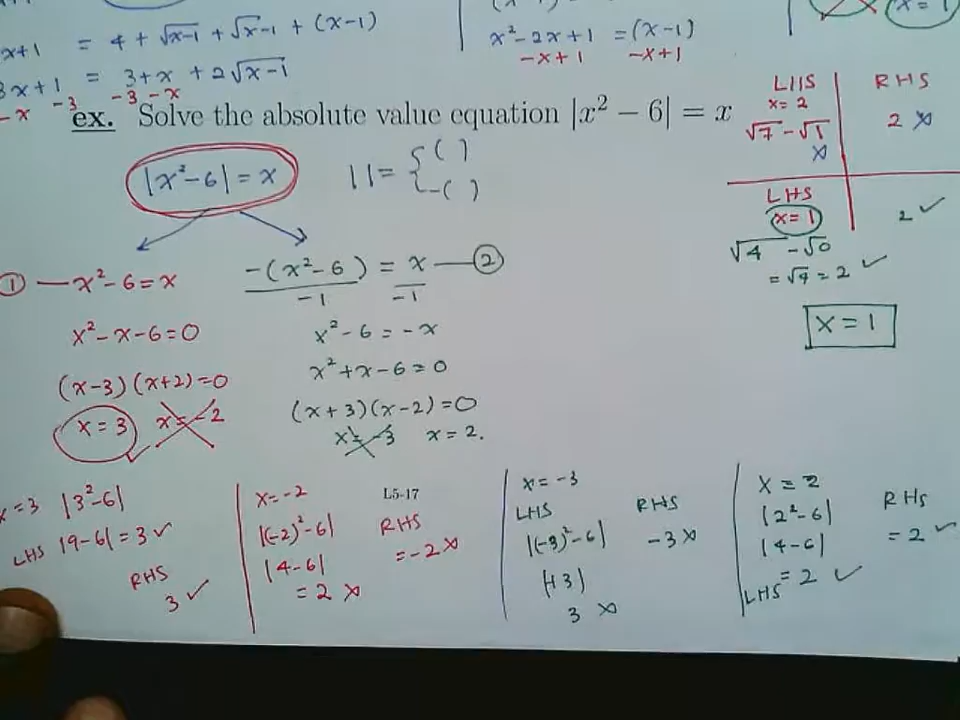 x+1 = 4 + √x-1 + √x-1 + (x-1)
3x+1 = 3+x + 2√x-1
-x -3 -3 -x
x²-2x+1 = (x-1)
-x+1 -x+1
x=1
ex. Solve the absolute value equation |x² − 6| = x
|x²-6| = x
| | = { ( )
-( )
LHS RHS
x=2
√7 - √1 2
LHS
x=1 2 ✓
√4 - √0
= √4 = 2 ✓
x = 1
① — x²-6 = x
x²-x-6=0
(x-3)(x+2)=0
x=3 x=-2
-(x²-6) = x — ②
-1 -1
x²-6 = -x
x²+x-6=0
(x+3)(x-2)=0
x=-3 x=2.
x=3 |3²-6|
LHS |9-6| = 3 ✓
RHS
3 ✓
x=-2
|(-2)²-6| RHS
|4-6| = -2 x
= 2 x
L5-17
x=-3
LHS RHS
|(-3)²-6| -3 x
|+3|
3 x
x=2
|2²-6| RHS
|4-6| = 2 ✓
LHS = 2 ✓